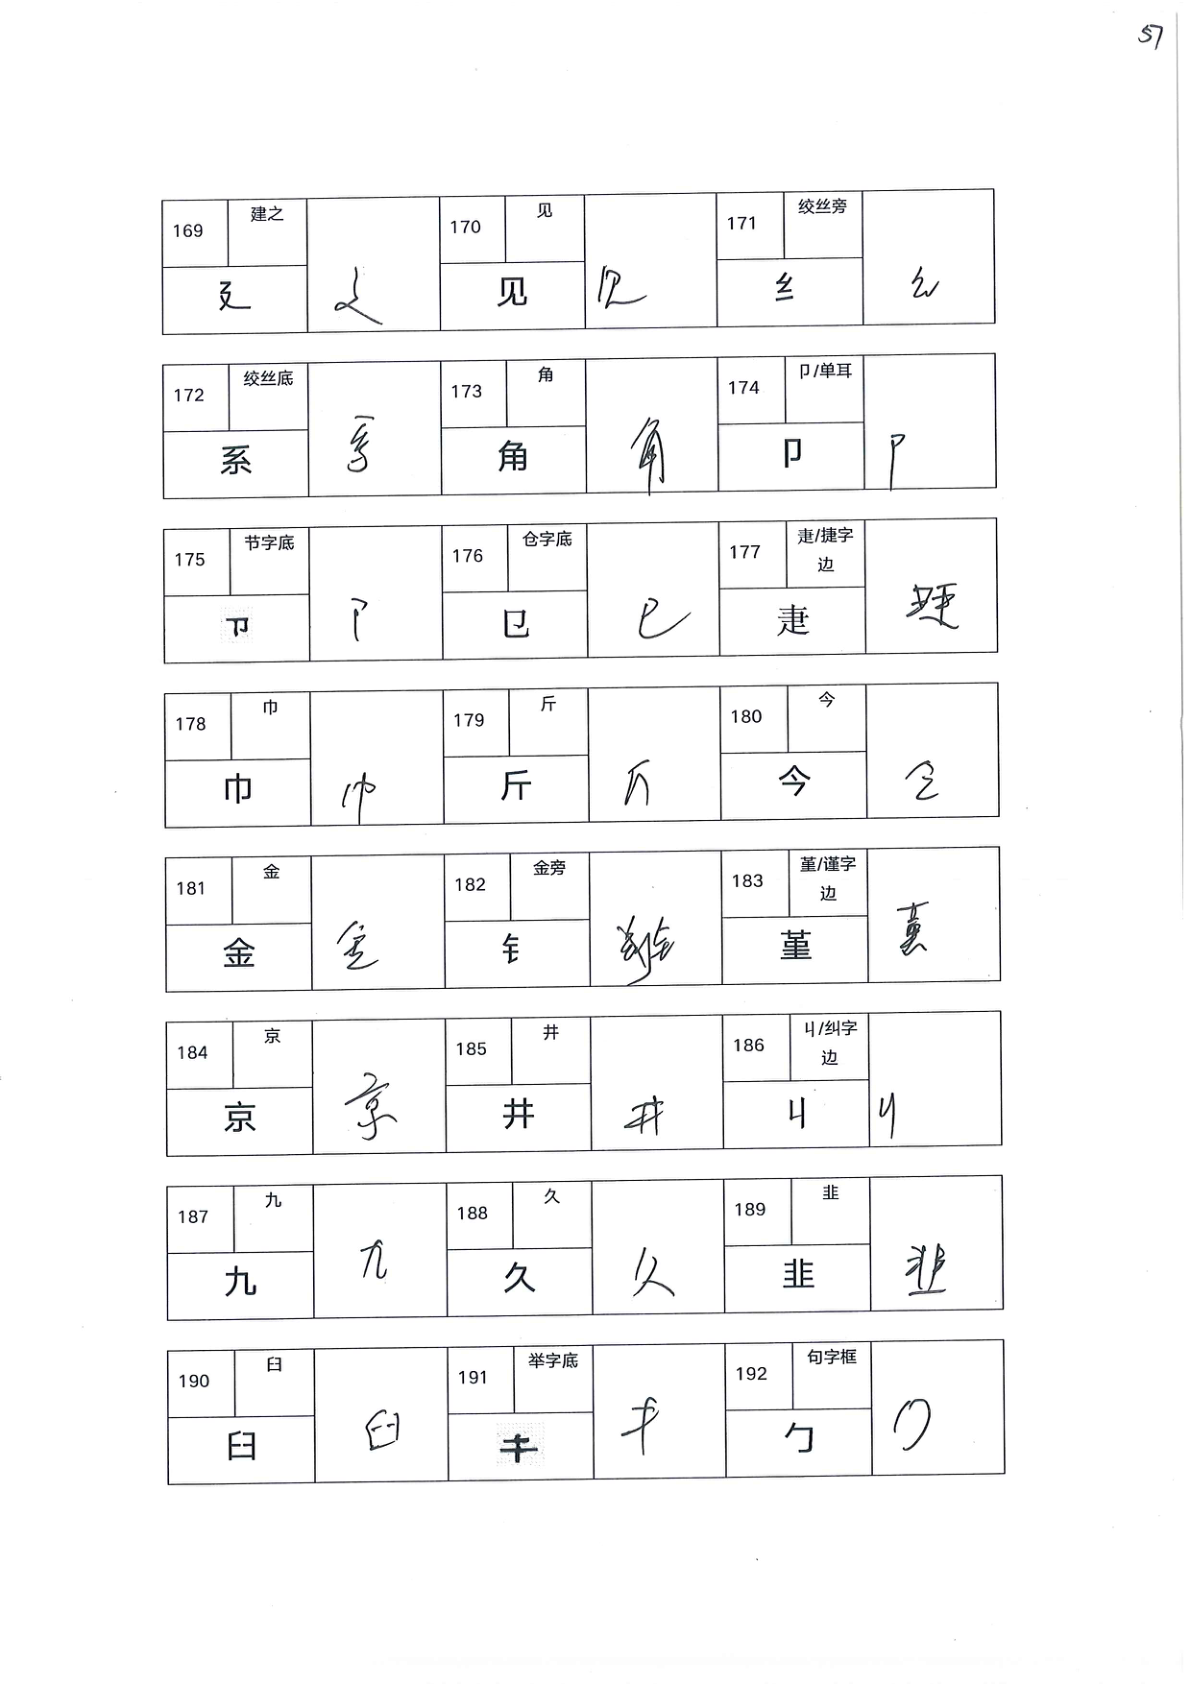 57
169 建之 廴 廴
170 见 见 见
171 绞丝旁 纟 纟
172 绞丝底 系 系
173 角 角 角
174 卩/单耳 卩 卩
175 节字底 卩 卩
176 仓字底 㔾 㔾
177 疌/捷字边 疌 疌
178 巾 巾 巾
179 斤 斤 斤
180 今 今 今
181 金 金 金
182 金旁 钅
183 堇/谨字边 堇 堇
184 京 京 京
185 井 井 井
186 丩/纠字边 丩 丩
187 九 九 九
188 久 久 久
189 韭 韭 韭
190 臼 臼 臼
191 举字底
192 句字框 勹 勹